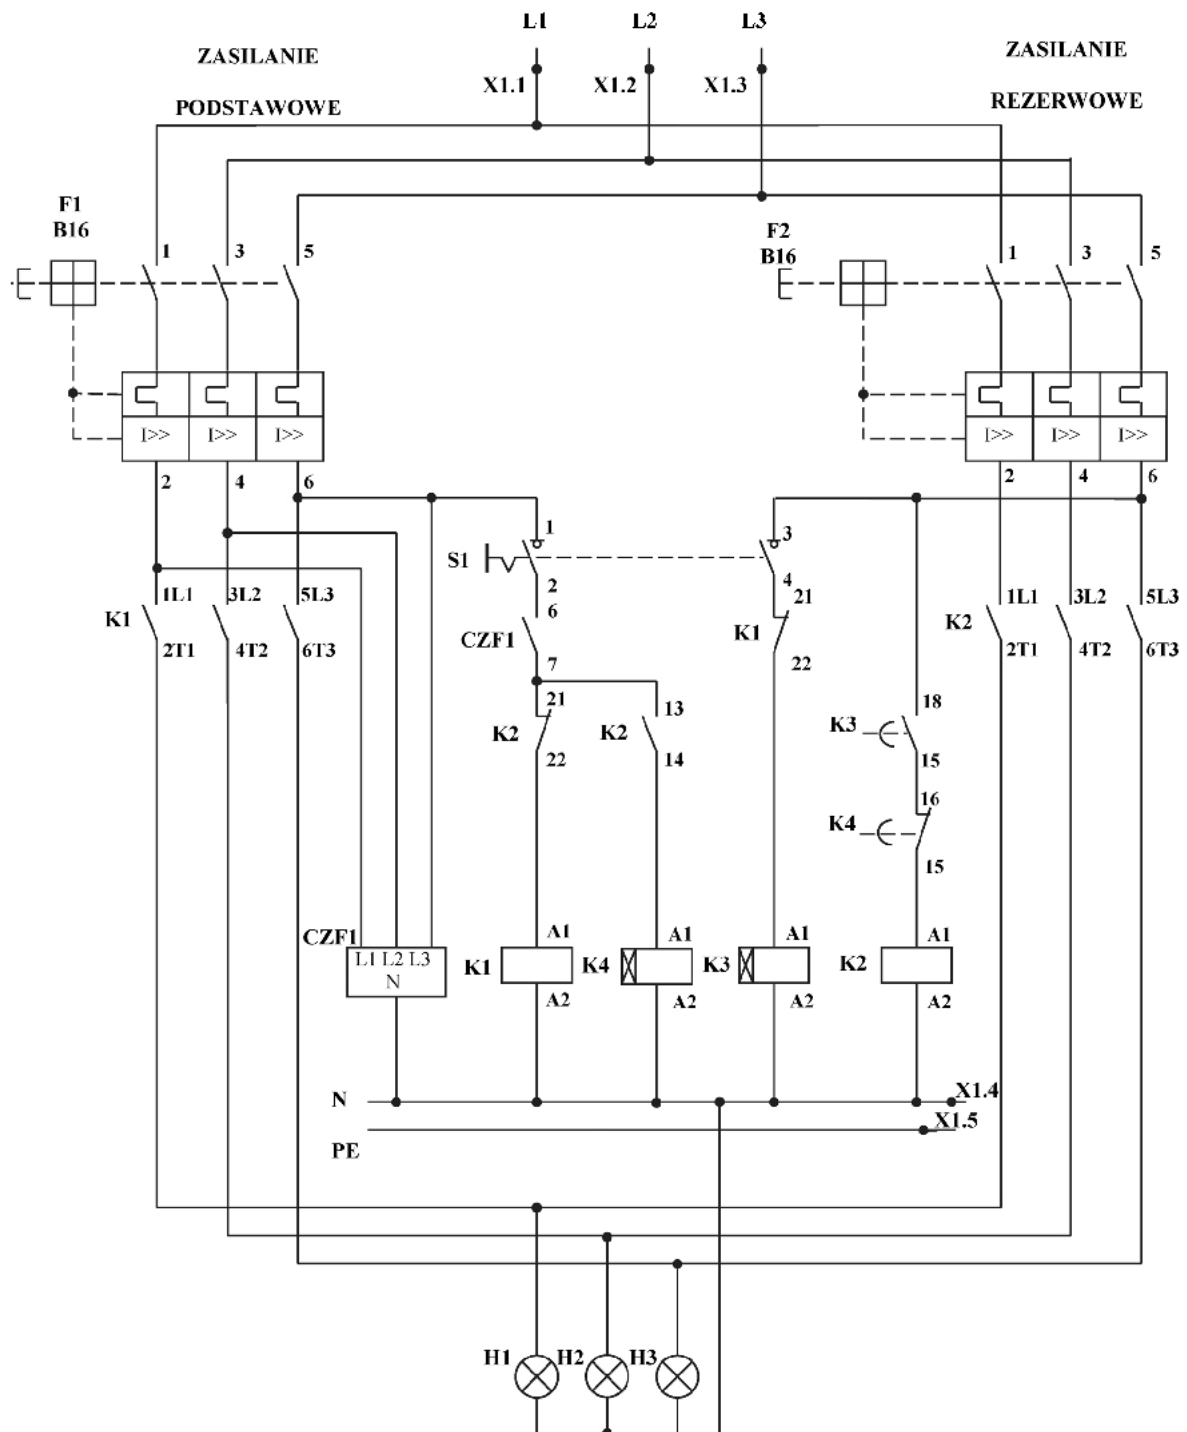 L1 L2 L3
ZASILANIE
PODSTAWOWE
ZASILANIE
REZERWOWE
X1.1 X1.2 X1.3
F1
B16
1 3 5
F2
B16
1 3 5
I>> I>> I>>
I>> I>> I>>
2 4 6
2 4 6
S1
1
2
3
4
K1
1L1 3L2 5L3
2T1 4T2 6T3
CZF1
6
7
K1
21
22
K2
1L1 3L2 5L3
2T1 4T2 6T3
K2
21
22
K2
13
14
K3
18
15
K4
16
15
CZF1
L1 L2 L3
N
K1
A1
A2
K4
A1
A2
K3
A1
A2
K2
A1
A2
N
X1.4
PE
X1.5
H1 H2 H3